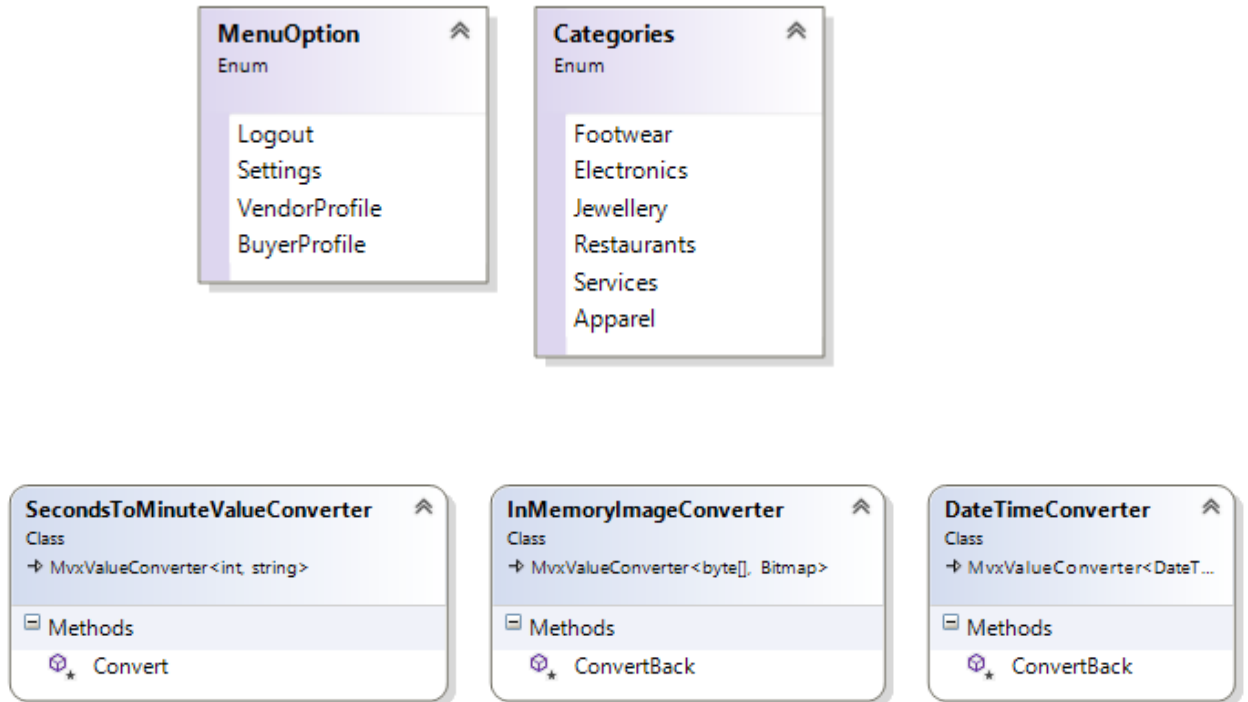 MenuOption
Enum
Logout
Settings
VendorProfile
BuyerProfile
Categories
Enum
Footwear
Electronics
Jewellery
Restaurants
Services
Apparel
SecondsToMinuteValueConverter
Class
MvxValueConverter<int, string>
Methods
Convert
InMemoryImageConverter
Class
MvxValueConverter<byte[], Bitmap>
Methods
ConvertBack
DateTimeConverter
Class
MvxValueConverter<DateT...
Methods
ConvertBack